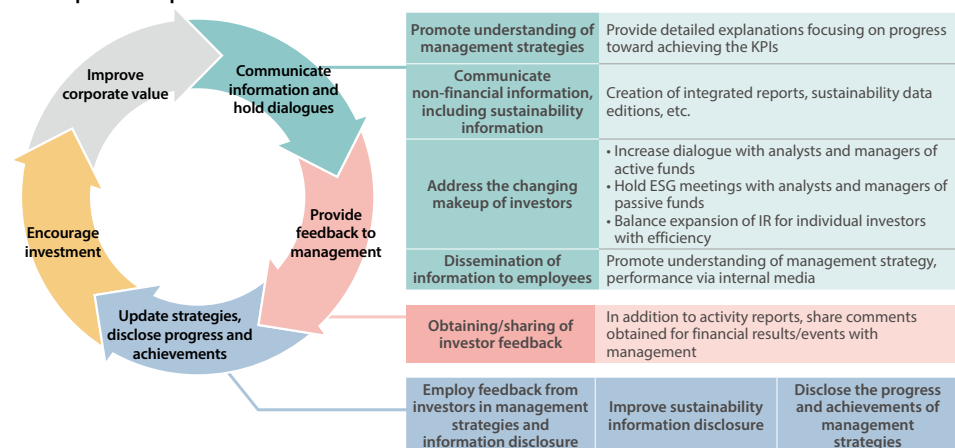 Improve
corporate value
Communicate
information and
hold dialogues
Provide
feedback to
management
Update strategies,
disclose progress and
achievements
Encourage
investment
Promote understanding of
management strategies
Provide detailed explanations focusing on progress
toward achieving the KPIs
Communicate
non-financial information,
including sustainability
information
Creation of integrated reports, sustainability data
editions, etc.
Address the changing
makeup of investors
• Increase dialogue with analysts and managers of
active funds
• Hold ESG meetings with analysts and managers of
passive funds
• Balance expansion of IR for individual investors
with efficiency
Dissemination of
information to employees
Promote understanding of management strategy,
performance via internal media
Obtaining/sharing of
investor feedback
In addition to activity reports, share comments
obtained for financial results/events with
management
Employ feedback from
investors in management
strategies and
information disclosure
Improve sustainability
information disclosure
Disclose the progress
and achievements of
management
strategies